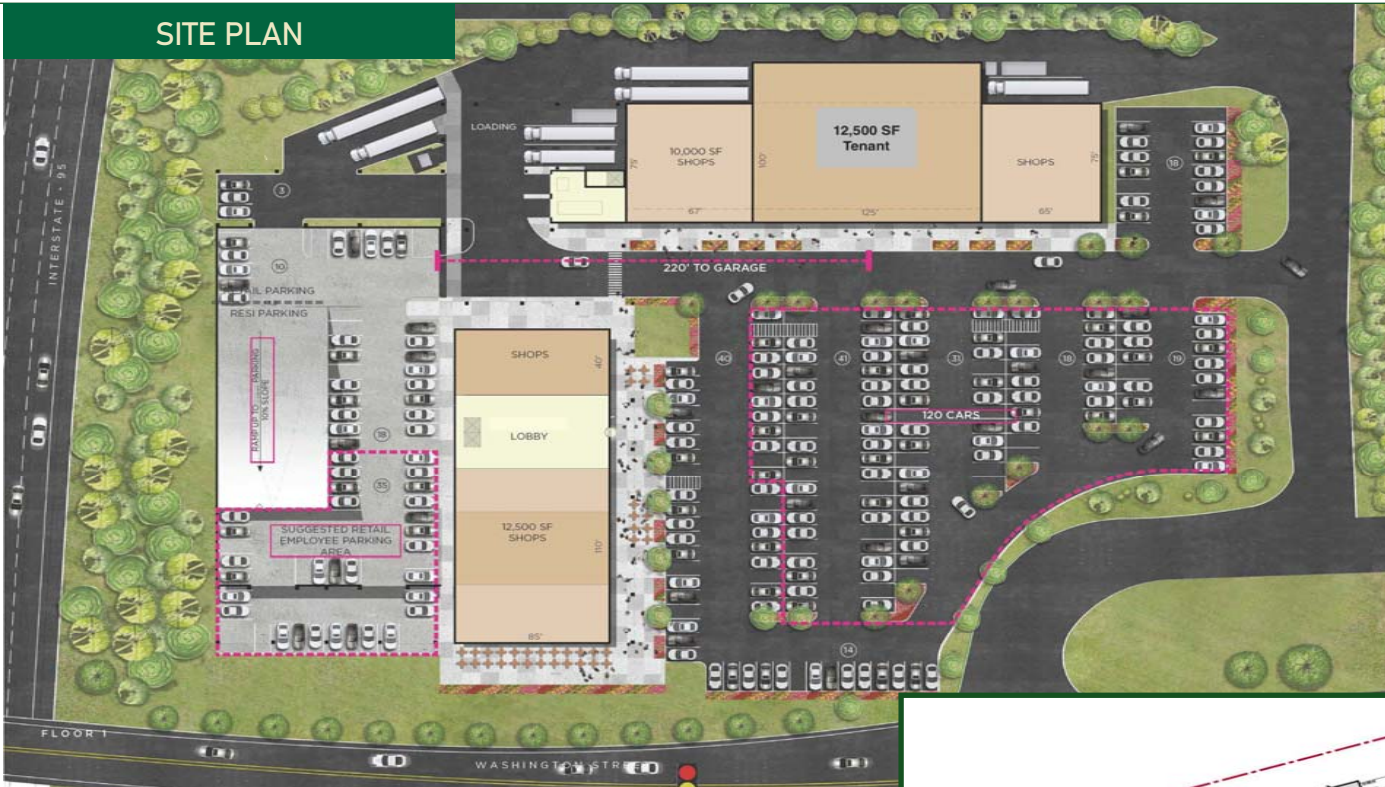 SITE PLAN
INTERSTATE - 95
LOADING
10,000 SF
SHOPS
75'
67'
12,500 SF
Tenant
100'
125'
SHOPS
75'
65'
18
3
10
220' TO GARAGE
RESI PARKING
RAMP UP TO PARKING
10% SLOPE
SHOPS
40'
LOBBY
40
41
31
18
19
120 CARS
18
35
SUGGESTED RETAIL
EMPLOYEE PARKING
AREA
12,500 SF
SHOPS
110'
85'
14
FLOOR 1
WASHINGTON STREET